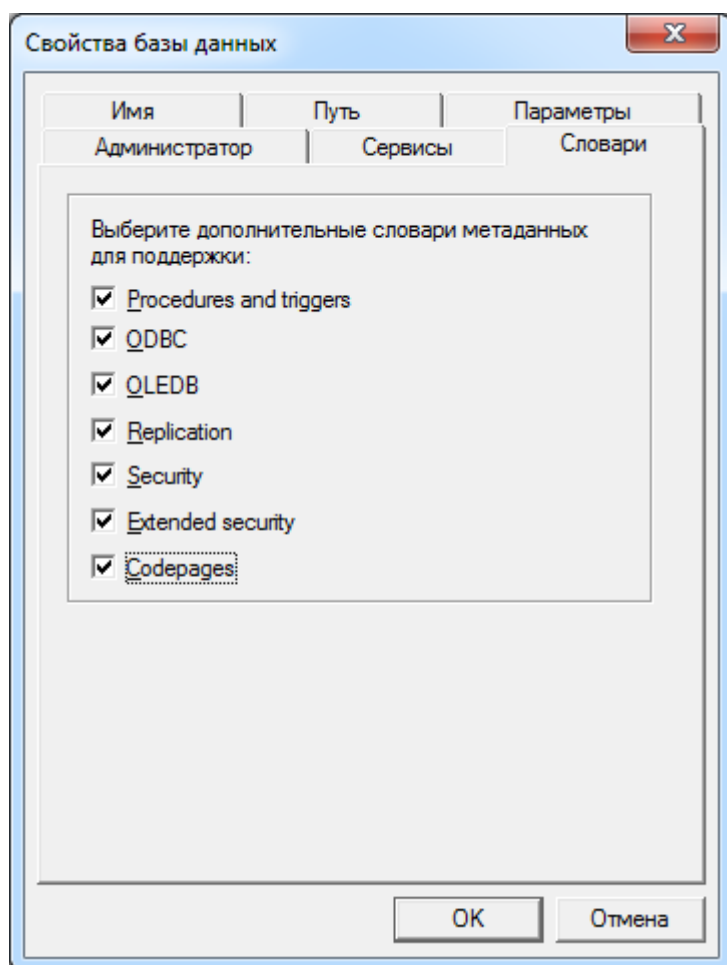 Свойства базы данных
Имя
Путь
Параметры
Администратор
Сервисы
Словари
Выберите дополнительные словари метаданных
для поддержки:
Procedures and triggers
ODBC
OLEDB
Replication
Security
Extended security
Codepages
OK
Отмена